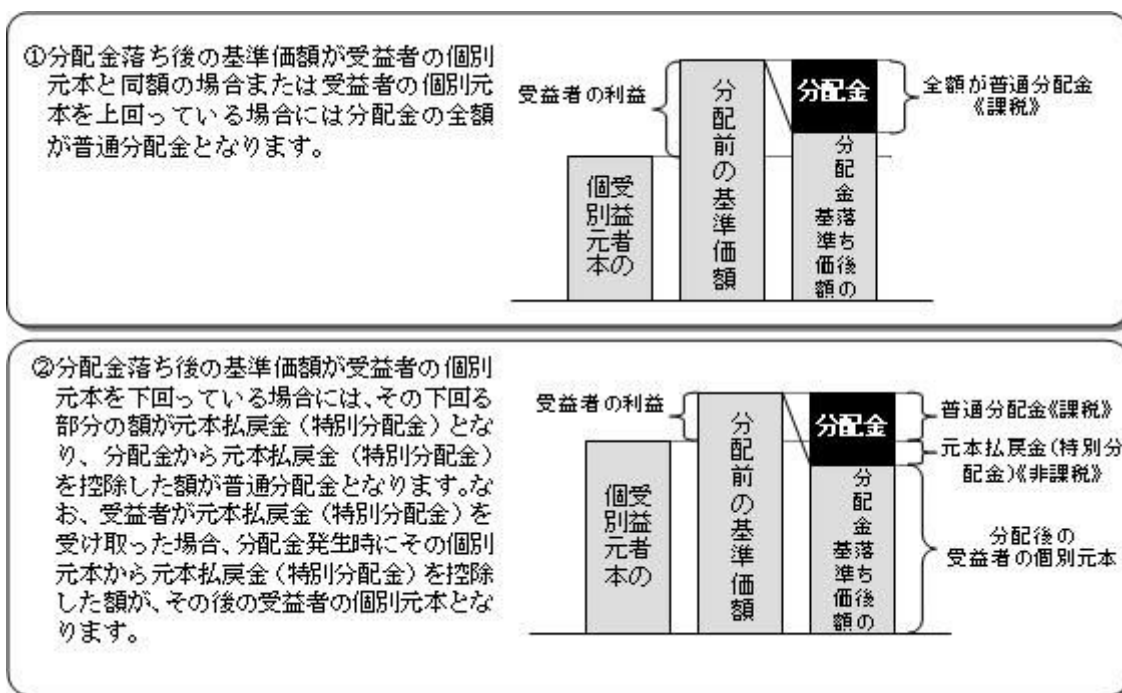 ①分配金落ち後の基準価額が受益者の個別
元本と同額の場合または受益者の個別元
本を上回っている場合には分配金の全額
が普通分配金となります。
受益者の利益
受益者の
個別元本
分配前の基準価額
分配金
分配金落ち後の
基準価額
全額が普通分配金
《課税》
②分配金落ち後の基準価額が受益者の個別
元本を下回っている場合には、その下回る
部分の額が元本払戻金(特別分配金)とな
り、分配金から元本払戻金(特別分配金)
を控除した額が普通分配金となります。な
お、受益者が元本払戻金(特別分配金)を
受け取った場合、分配金発生時にその個別
元本から元本払戻金(特別分配金)を控除
した額が、その後の受益者の個別元本とな
ります。
受益者の利益
受益者の
個別元本
分配前の基準価額
分配金
分配金落ち後の
基準価額
普通分配金《課税》
元本払戻金(特別分
配金)《非課税》
分配後の
受益者の個別元本